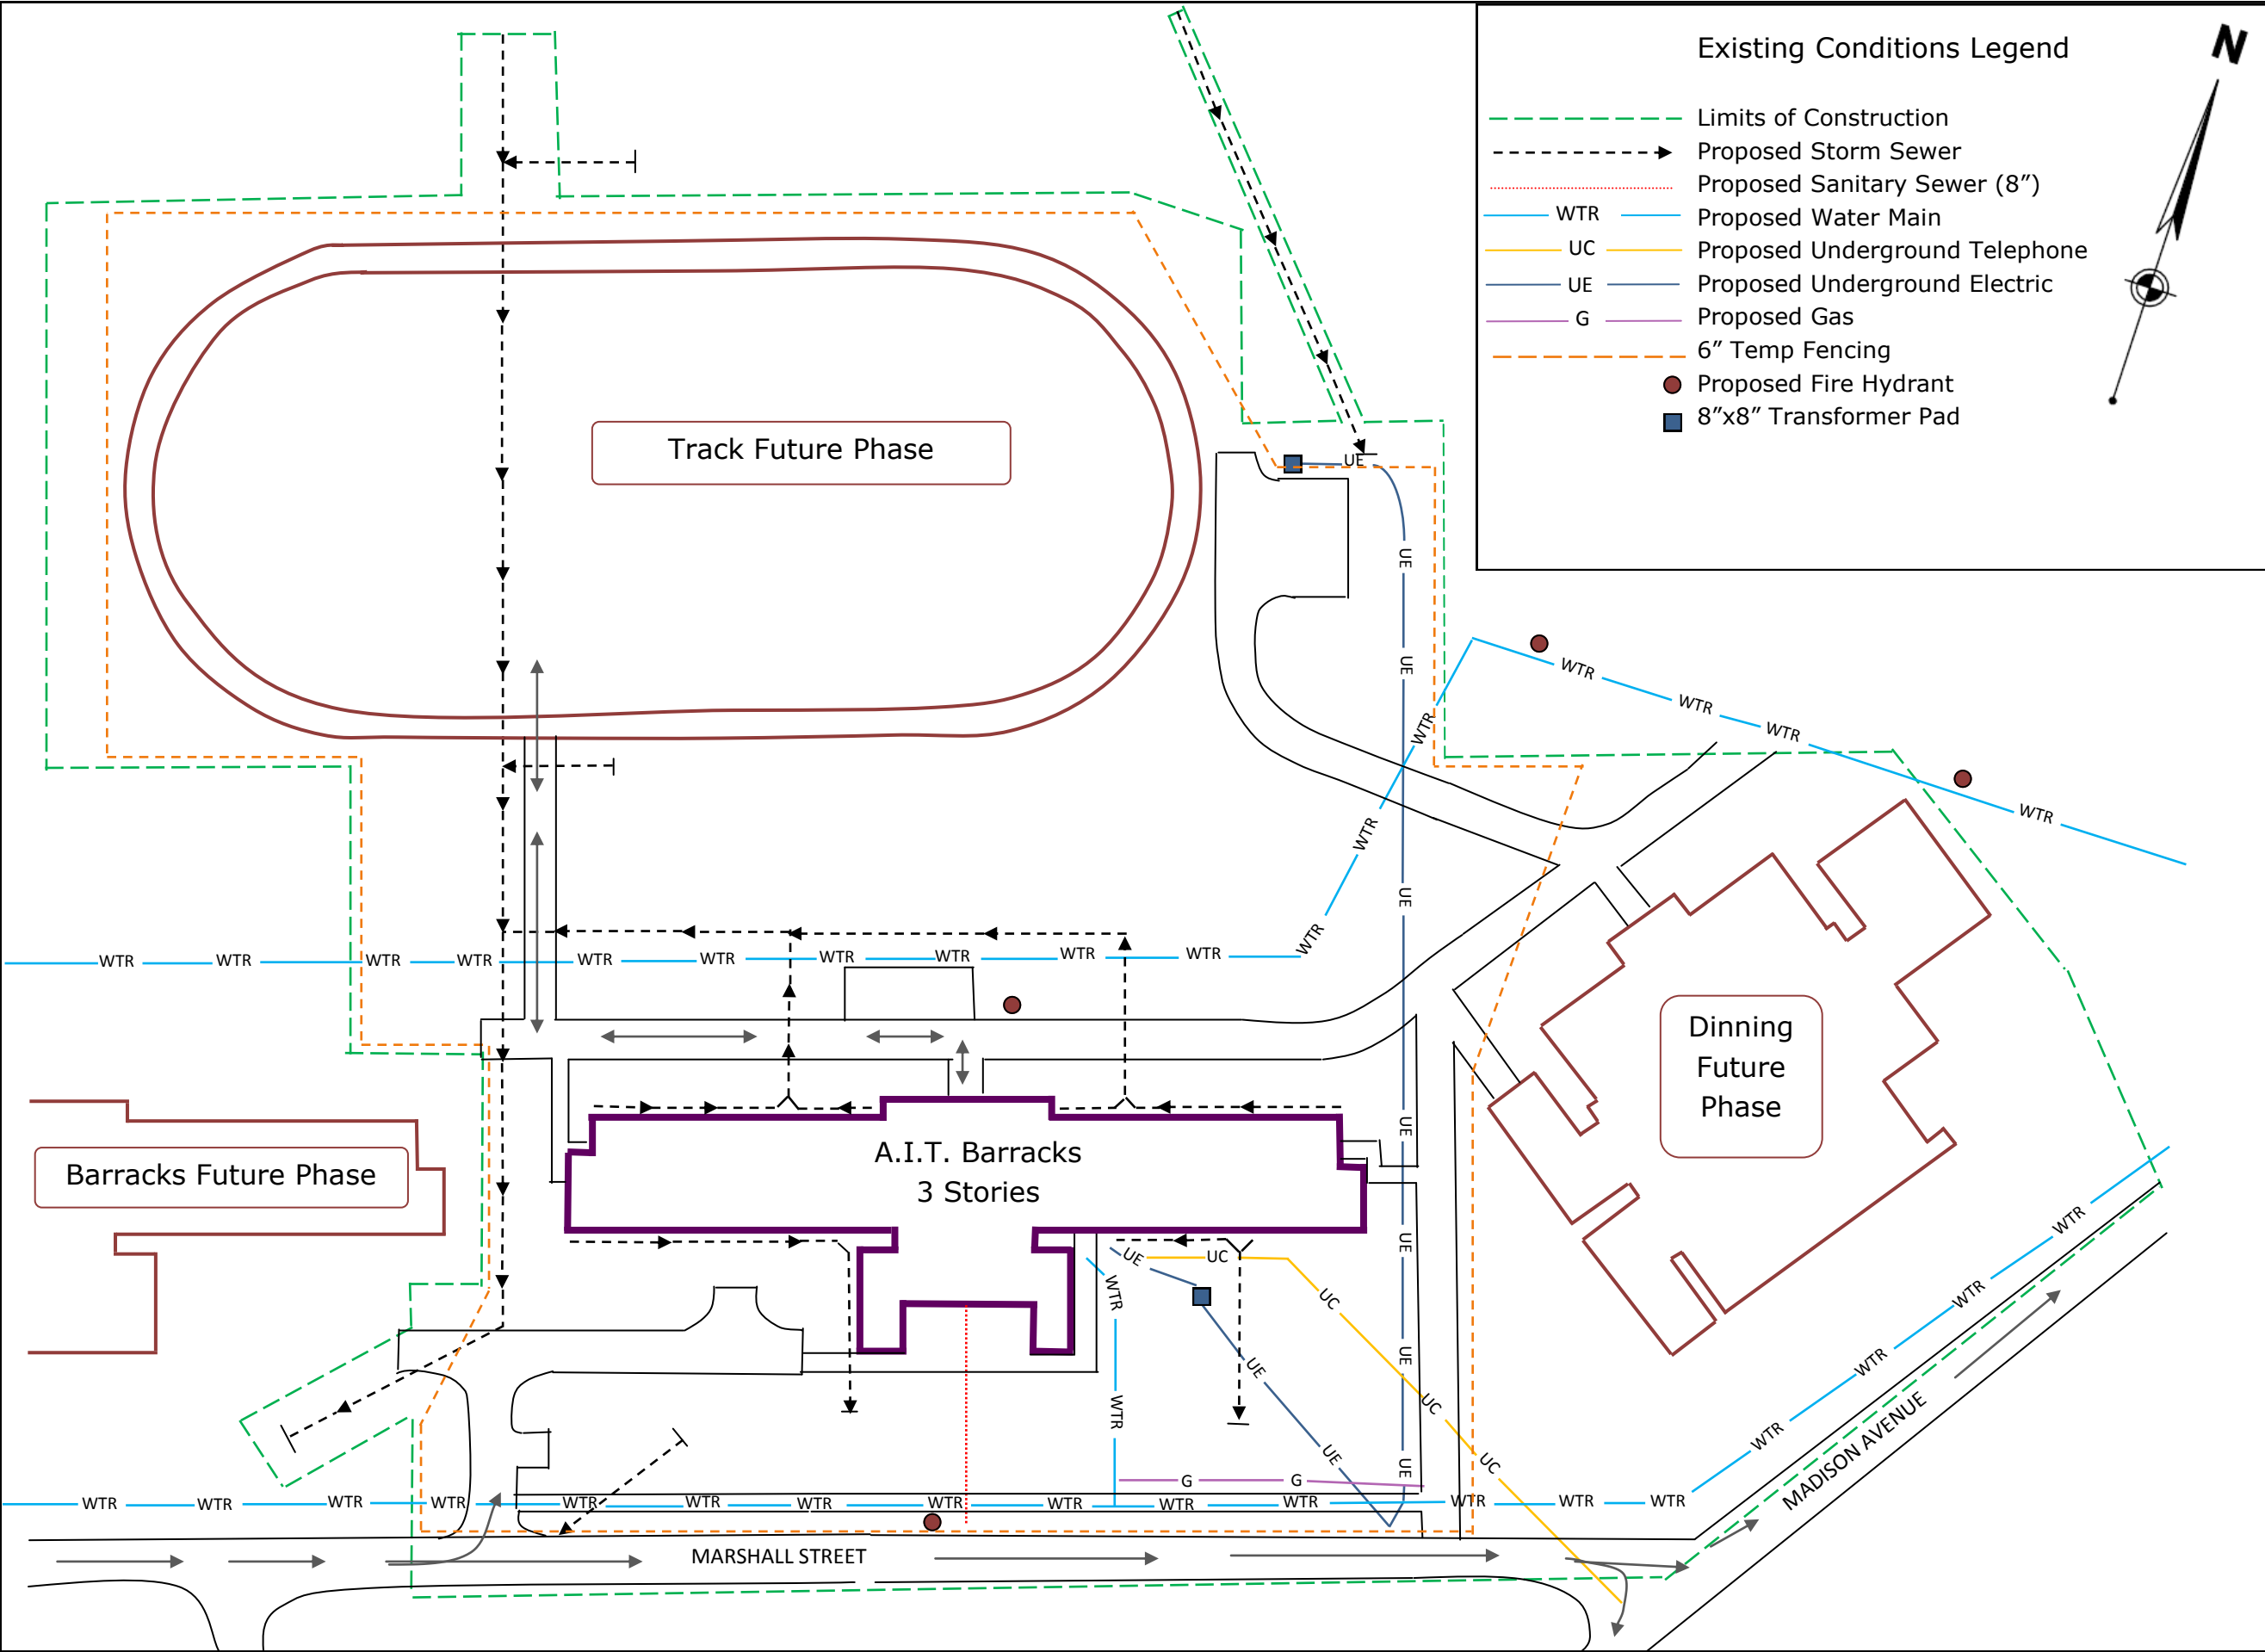 Existing Conditions Legend
N
Limits of Construction
Proposed Storm Sewer
Proposed Sanitary Sewer (8”)
WTR Proposed Water Main
UC Proposed Underground Telephone
UE Proposed Underground Electric
G Proposed Gas
6” Temp Fencing
Proposed Fire Hydrant
8”x8” Transformer Pad
Track Future Phase
UE
UE
UE
WTR
WTR
WTR
WTR
WTR
WTR
UE
WTR
WTR WTR WTR WTR WTR WTR WTR WTR WTR WTR
Dinning
Future
Phase
UE
A.I.T. Barracks
3 Stories
Barracks Future Phase
UE
UE UC
WTR
WTR
UC
WTR
UE
UE
WTR
UC
WTR
WTR
UE
UC
UE
G G
WTR WTR WTR WTR WTR WTR WTR WTR WTR WTR WTR WTR WTR WTR
MADISON AVENUE
MARSHALL STREET